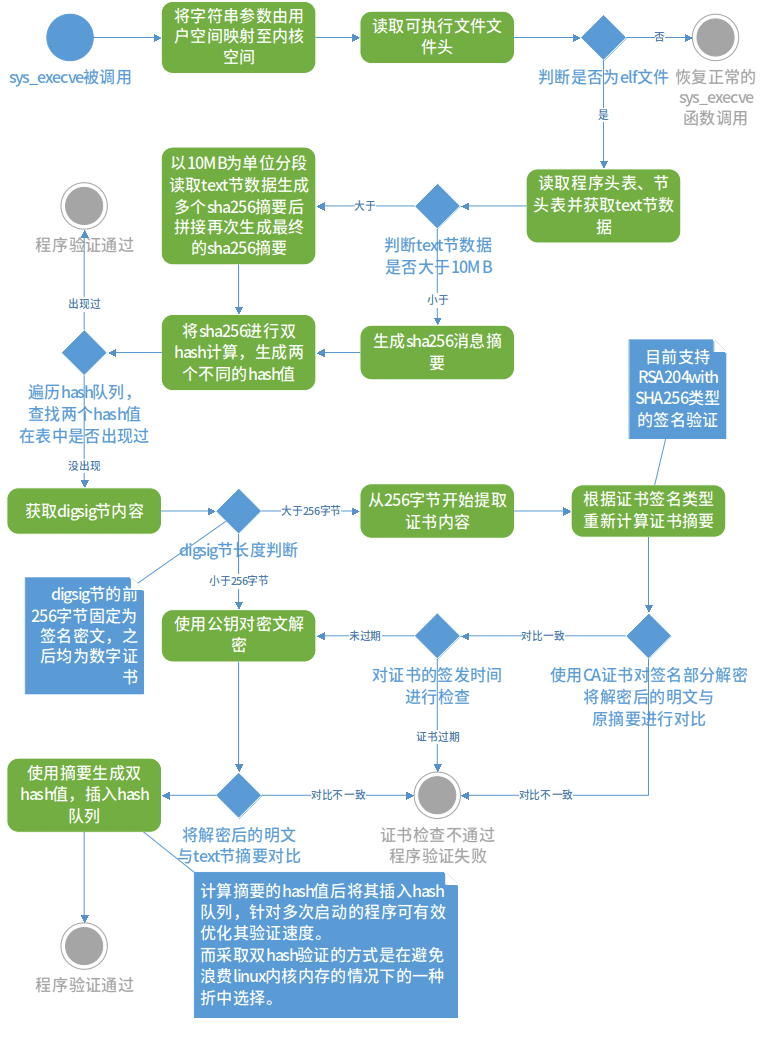 sys_execve被调用
将字符串参数由用
户空间映射至内核
空间
读取可执行文件文
件头
判断是否为elf文件
否
恢复正常的
sys_execve
函数调用
是
读取程序头表、节
头表并获取text节数
据
判断text节数据
是否大于10MB
大于
以10MB为单位分段
读取text节数据生成
多个sha256摘要后
拼接再次生成最终
的sha256摘要
小于
生成sha256消息摘
要
将sha256进行双
hash计算，生成两
个不同的hash值
程序验证通过
出现过
遍历hash队列，
查找两个hash值
在表中是否出现过
没出现
获取digsig节内容
digsig节长度判断
大于256字节
从256字节开始提取
证书内容
根据证书签名类型
重新计算证书摘要
目前支持
RSA204with
SHA256类型
的签名验证
digsig节的前
256字节固定为
签名密文，之
后均为数字证
书
小于256字节
使用公钥对密文解
密
未过期
对证书的签发时间
进行检查
对比一致
使用CA证书对签名部分解密
将解密后的明文与
原摘要进行对比
证书过期
对比不一致
证书检查不通过
程序验证失败
对比不一致
将解密后的明文
与text节摘要对比
使用摘要生成双
hash值，插入hash
队列
计算摘要的hash值后将其插入hash
队列，针对多次启动的程序可有效
优化其验证速度。
而采取双hash验证的方式是在避免
浪费linux内核内存的情况下的一种
折中选择。
程序验证通过